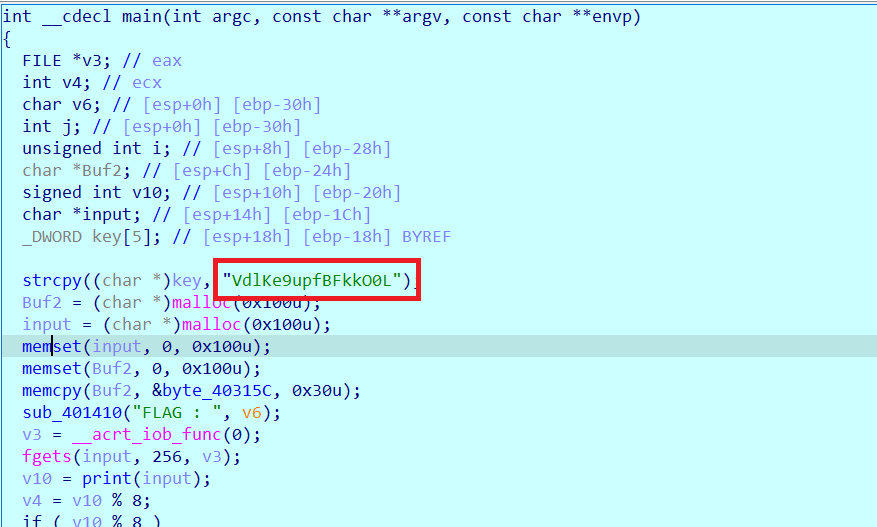 int __cdecl main(int argc, const char **argv, const char **envp)
{
FILE *v3; // eax
int v4; // ecx
char v6; // [esp+0h] [ebp-30h]
int j; // [esp+0h] [ebp-30h]
unsigned int i; // [esp+8h] [ebp-28h]
char *Buf2; // [esp+Ch] [ebp-24h]
signed int v10; // [esp+10h] [ebp-20h]
char *input; // [esp+14h] [ebp-1Ch]
_DWORD key[5]; // [esp+18h] [ebp-18h] BYREF
strcpy((char *)key, "VdlKe9upfBFkkO0L");
Buf2 = (char *)malloc(0x100u);
input = (char *)malloc(0x100u);
memset(input, 0, 0x100u);
memset(Buf2, 0, 0x100u);
memcpy(Buf2, &byte_40315C, 0x30u);
sub_401410("FLAG : ", v6);
v3 = __acrt_iob_func(0);
fgets(input, 256, v3);
v10 = print(input);
v4 = v10 % 8;
if ( v10 % 8 )